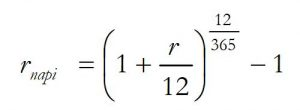 r_napi = (1 + r/12)^(12/365) − 1